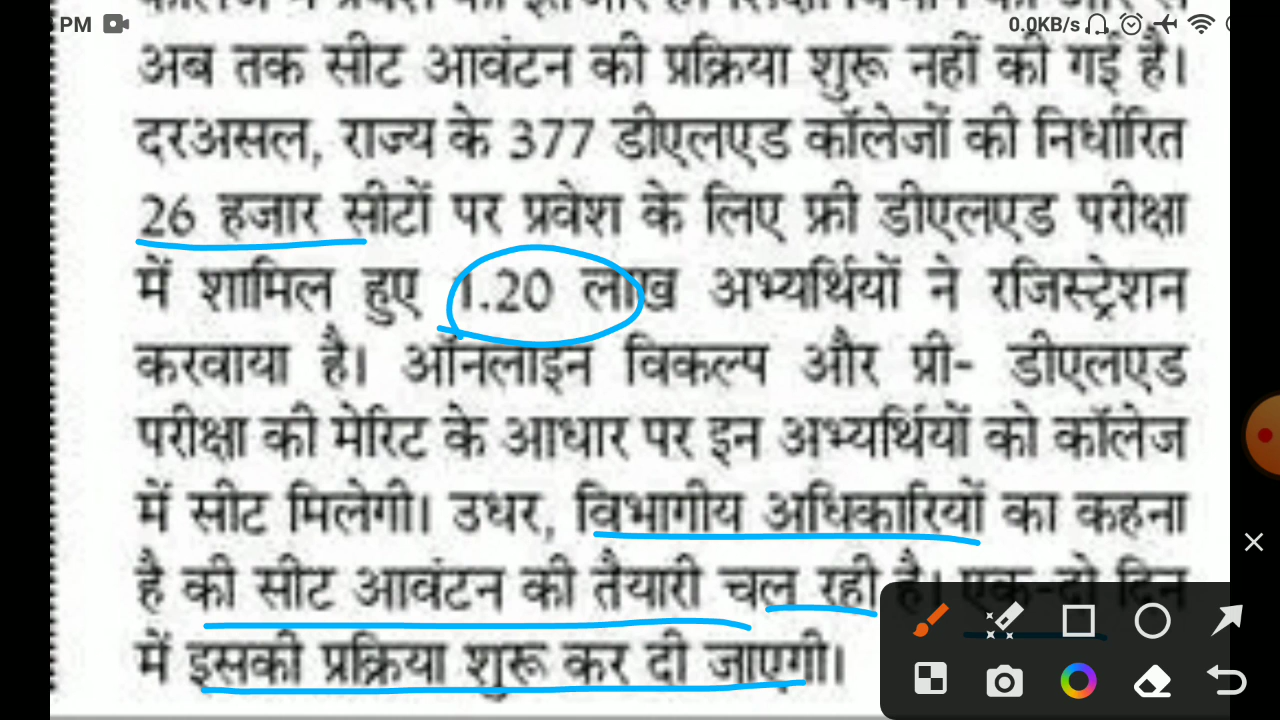 PM
0.0KB/s
अब तक सीट आवंटन की प्रक्रिया शुरू नहीं की गई है।
दरअसल, राज्य के 377 डीएलएड कॉलेजों की निर्धारित
26 हजार सीटों पर प्रवेश के लिए फ्री डीएलएड परीक्षा
में शामिल हुए 1.20 लाख अभ्यर्थियों ने रजिस्ट्रेशन
करवाया है। ऑनलाइन विकल्प और प्री- डीएलएड
परीक्षा की मेरिट के आधार पर इन अभ्यर्थियों को कॉलेज
में सीट मिलेगी। उधर, विभागीय अधिकारियों का कहना
है की सीट आवंटन की तैयारी चल रही है। एक-दो दिन
में इसकी प्रक्रिया शुरू कर दी जाएगी।